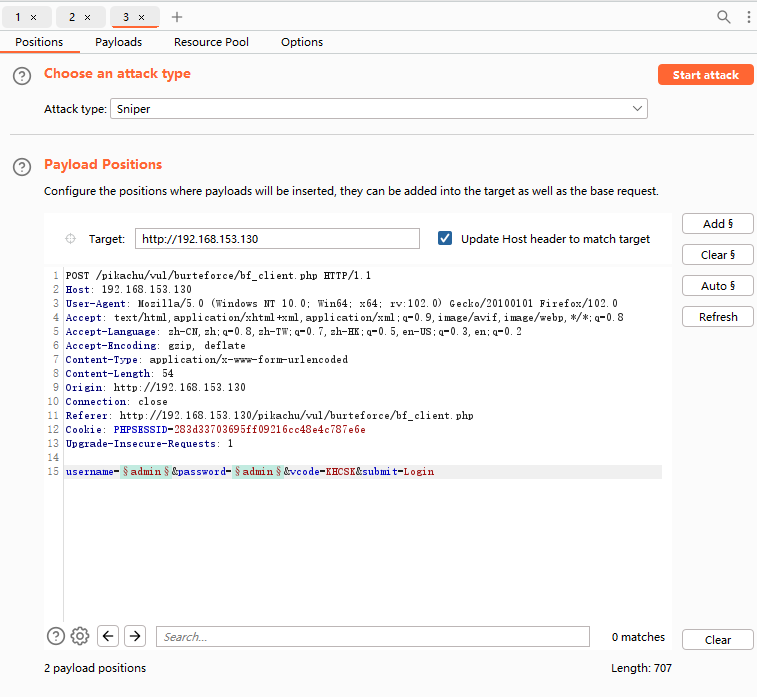 1 × 2 × 3 × +
Positions Payloads Resource Pool Options
? Choose an attack type Start attack
Attack type: Sniper
? Payload Positions
Configure the positions where payloads will be inserted, they can be added into the target as well as the base request.
Add §
Target: http://192.168.153.130 Update Host header to match target
Clear §
Auto §
Refresh
1 POST /pikachu/vul/burteforce/bf_client.php HTTP/1.1
2 Host: 192.168.153.130
3 User-Agent: Mozilla/5.0 (Windows NT 10.0; Win64; x64; rv:102.0) Gecko/20100101 Firefox/102.0
4 Accept: text/html,application/xhtml+xml,application/xml;q=0.9,image/avif,image/webp,*/*;q=0.8
5 Accept-Language: zh-CN,zh;q=0.8,zh-TW;q=0.7,zh-HK;q=0.5,en-US;q=0.3,en;q=0.2
6 Accept-Encoding: gzip, deflate
7 Content-Type: application/x-www-form-urlencoded
8 Content-Length: 54
9 Origin: http://192.168.153.130
10 Connection: close
11 Referer: http://192.168.153.130/pikachu/vul/burteforce/bf_client.php
12 Cookie: PHPSESSID=283d33703695ff09216cc48e4c787e6e
13 Upgrade-Insecure-Requests: 1
14
15 username=§admin§&password=§admin§&vcode=KHCSK&submit=Login
? Search... 0 matches Clear
2 payload positions Length: 707